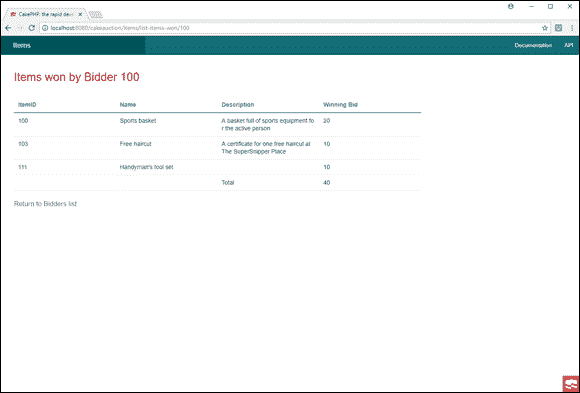 CakePHP: the rapid deve
localhost:8080/cakeauction/items/list-items-won/100
Items
Documentation API
Items won by Bidder 100
ItemID Name Description Winning Bid
100 Sports basket A basket full of sports equipment fo
r the active person 20
103 Free haircut A certificate for one free haircut at
The SuperSnipper Place 10
111 Handyman's tool set 10
Total 40
Return to Bidders list